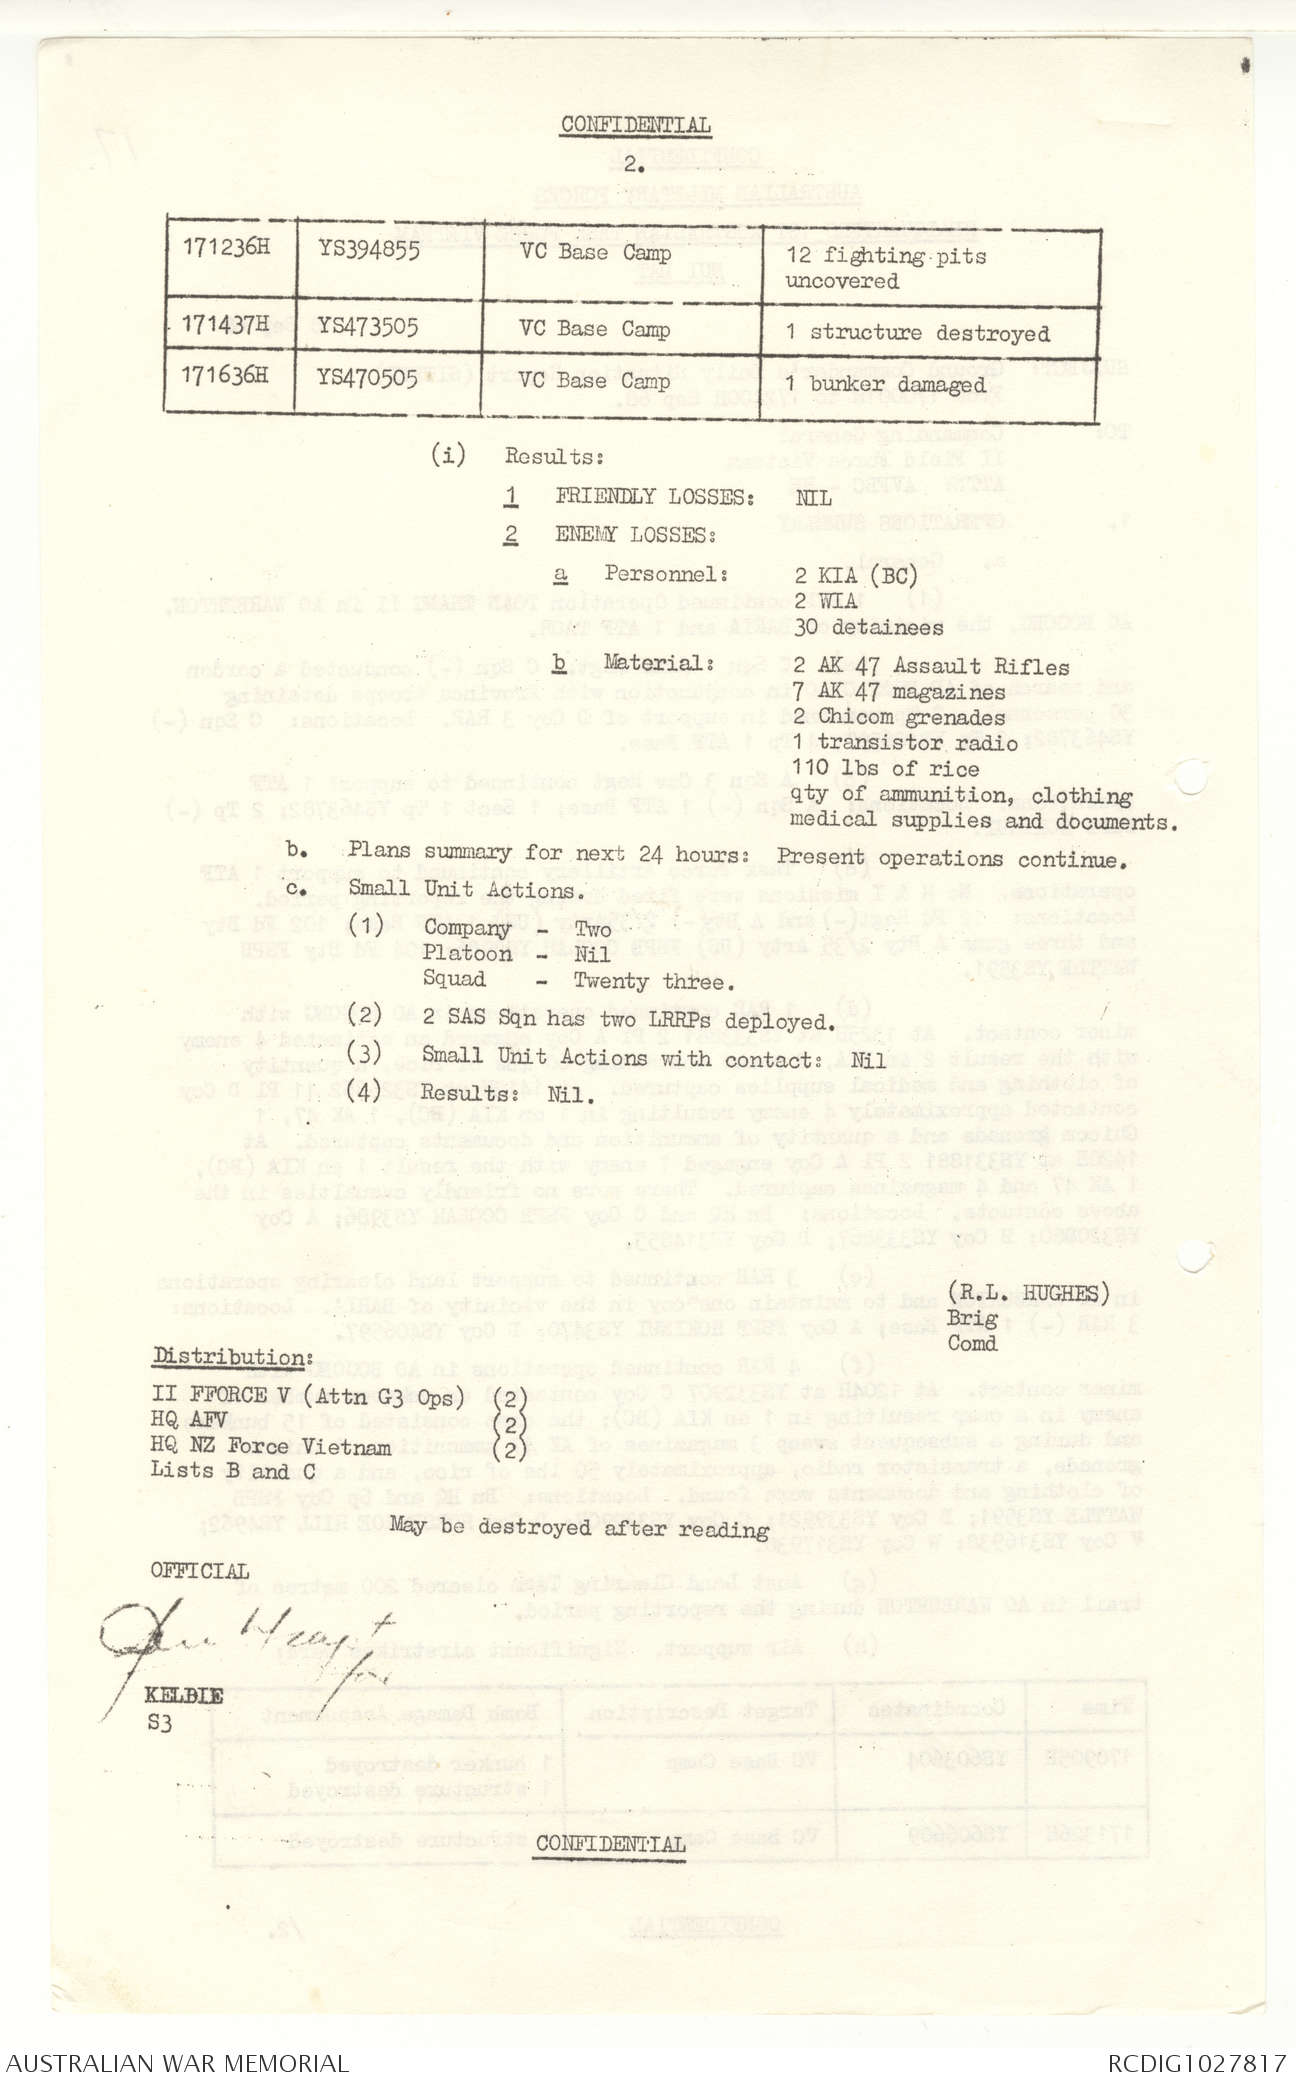 CONFIDENTIAL
2.
171236H YS394855 VC Base Camp 12 fighting pits
uncovered
171437H YS473505 VC Base Camp 1 structure destroyed
171636H YS470505 VC Base Camp 1 bunker damaged
(i) Results:
1 FRIENDLY LOSSES: NIL
2 ENEMY LOSSES:
a Personnel: 2 KIA (BC)
2 WIA
30 detainees
b Material: 2 AK 47 Assault Rifles
7 AK 47 magazines
2 Chicom grenades
1 transistor radio
110 lbs of rice
qty of ammunition, clothing
medical supplies and documents.
b. Plans summary for next 24 hours: Present operations continue.
c. Small Unit Actions.
(1) Company - Two
Platoon - Nil
Squad - Twenty three.
(2) 2 SAS Sqn has two LRRPs deployed.
(3) Small Unit Actions with contact: Nil
(4) Results: Nil.
(R.L. HUGHES)
Brig
Comd
Distribution:
II FFORCE V (Attn G3 Ops) (2)
HQ AFV (2)
HQ NZ Force Vietnam (2)
Lists B and C
May be destroyed after reading
OFFICIAL
KELBIE
S3
CONFIDENTIAL
AUSTRALIAN WAR MEMORIAL
RCDIG1027817